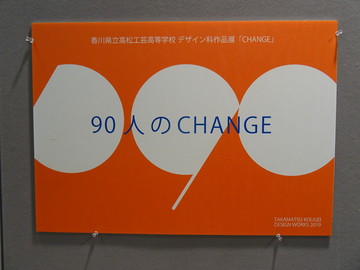 香川県立高松工芸高等学校 デザイン科作品展「CHANGE」
90人のCHANGE
TAKAMATSU KOUGEI
DESIGN WORKS 2019